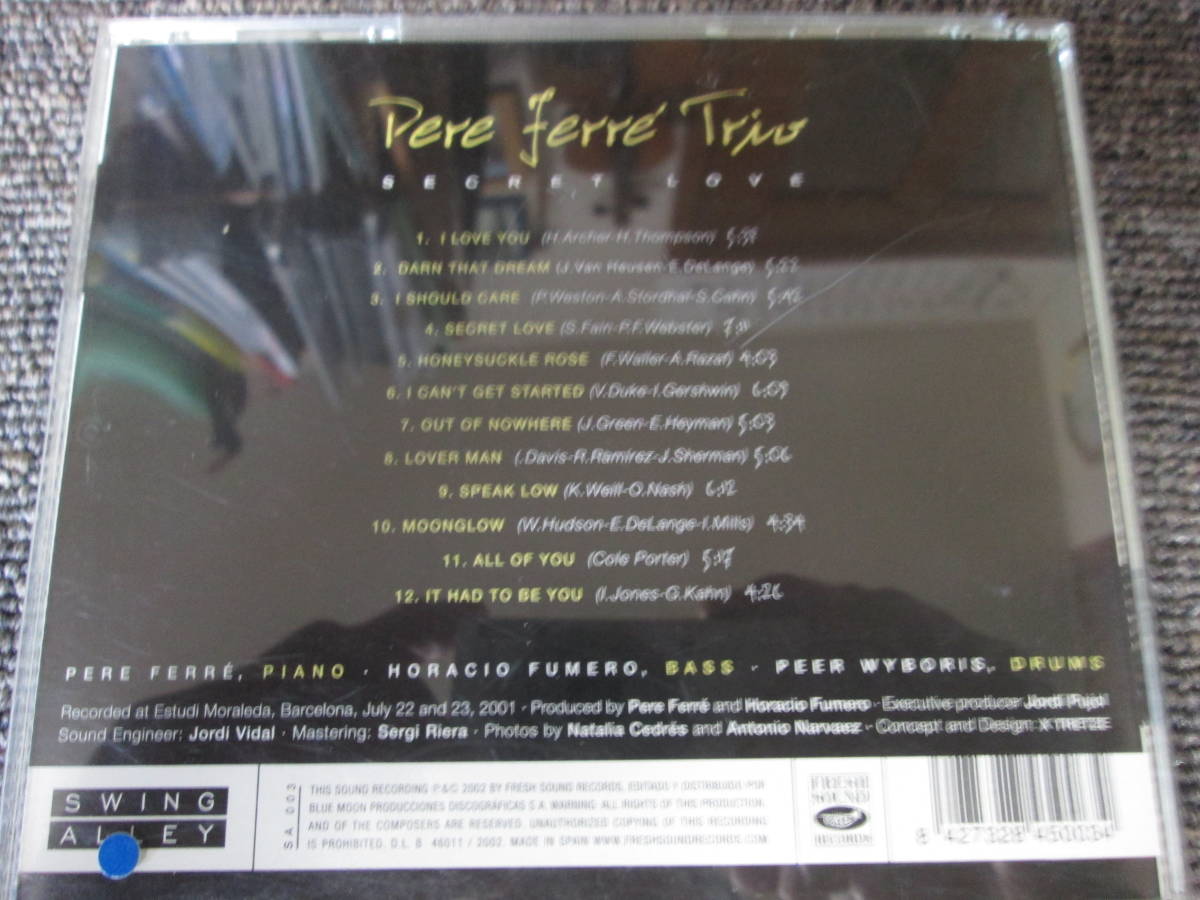 Pere Ferré Trio
SECRET LOVE
1. I LOVE YOU (H.Archer-H.Thompson)
2. DARN THAT DREAM (J.Van Heusen-E.DeLange) 5:22
3. I SHOULD CARE (P.Weston-A.Stordhal-S.Cahn) 5:42
4. SECRET LOVE (S.Fain-P.F.Webster) 7:11
5. HONEYSUCKLE ROSE (F.Waller-A.Razaf) 4:03
6. I CAN'T GET STARTED (V.Duke-I.Gershwin) 6:09
7. OUT OF NOWHERE (J.Green-E.Heyman) 5:03
8. LOVER MAN (J.Davis-R.Ramirez-J.Sherman) 5:06
9. SPEAK LOW (K.Weill-O.Nash) 6:12
10. MOONGLOW (W.Hudson-E.DeLange-I.Mills) 4:34
11. ALL OF YOU (Cole Porter) 5:17
12. IT HAD TO BE YOU (I.Jones-G.Kahn) 4:26
PERE FERRÉ, PIANO · HORACIO FUMERO, BASS · PEER WYBORIS, DRUMS
Recorded at Estudi Moraleda, Barcelona, July 22 and 23, 2001 · Produced by Pere Ferré and Horacio Fumero · Executive producer Jordi Pujol
Sound Engineer: Jordi Vidal · Mastering: Sergi Riera · Photos by Natalia Cedrés and Antonio Narvaez · Concept and Design: X-TRETZE
SWING
ALLEY
SA 003
THIS SOUND RECORDING P & C 2002 BY FRESH SOUND RECORDS. EDITADO Y DISTRIBUIDO POR
BLUE MOON PRODUCCIONES DISCOGRAFICAS S.A. WARNING: ALL RIGHTS OF THIS PRODUCTION
AND OF THE COMPOSERS ARE RESERVED. UNAUTHORIZED COPYING OF THIS RECORDING
IS PROHIBITED. D.L. B 46011 / 2002. MADE IN SPAIN WWW.FRESHSOUNDRECORDS.COM
FRESH
SOUND
RECORDS
8 427328 450034